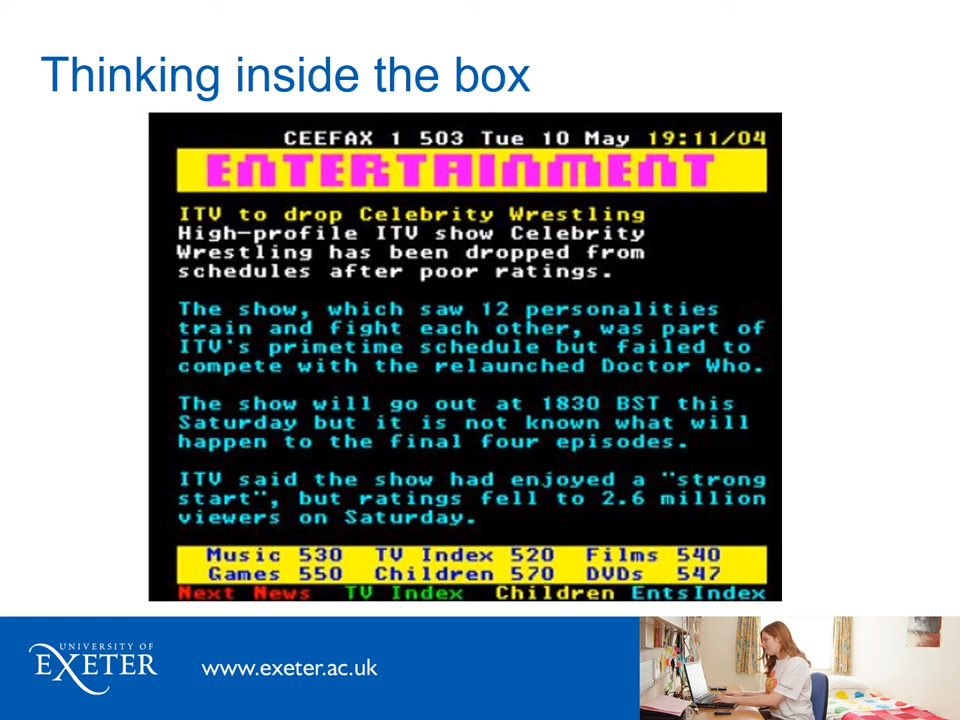 Thinking inside the box
CEEFAX 1 503 Tue 10 May 19:11/04
ENTERTAINMENT
ITV to drop Celebrity Wrestling
High-profile ITV show Celebrity
Wrestling has been dropped from
schedules after poor ratings.
The show, which saw 12 personalities
train and fight each other, was part of
ITV's primetime schedule but failed to
compete with the relaunched Doctor Who.
The show will go out at 1830 BST this
Saturday but it is not known what will
happen to the final four episodes.
ITV said the show had enjoyed a "strong
start", but ratings fell to 2.6 million
viewers on Saturday.
Music 530 TV Index 520 Films 540
Games 550 Children 570 DVDs 547
Next News TV Index Children EntsIndex
UNIVERSITY OF
EXETER
www.exeter.ac.uk